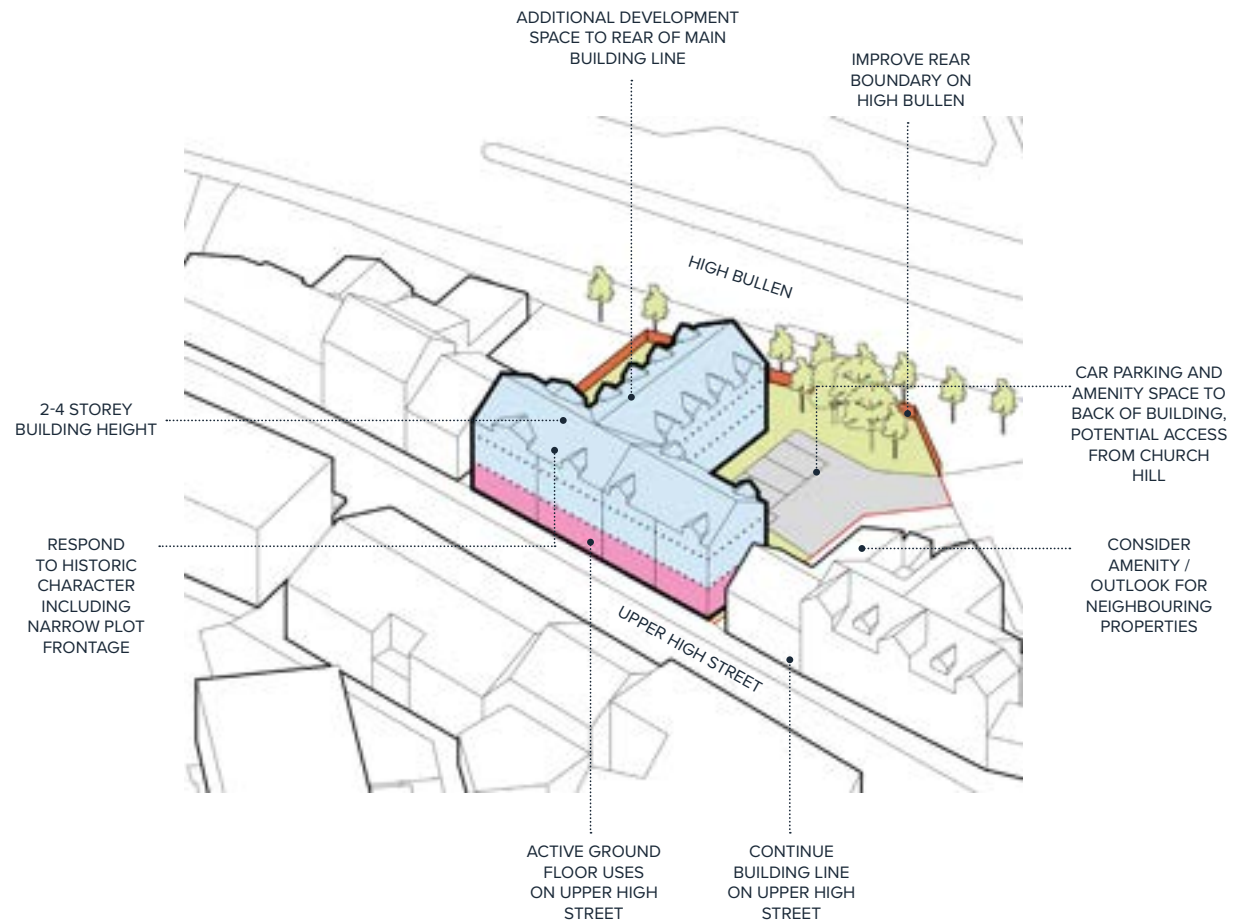 ADDITIONAL DEVELOPMENT
SPACE TO REAR OF MAIN
BUILDING LINE
IMPROVE REAR
BOUNDARY ON
HIGH BULLEN
HIGH BULLEN
2-4 STOREY
BUILDING HEIGHT
CAR PARKING AND
AMENITY SPACE TO
BACK OF BUILDING,
POTENTIAL ACCESS
FROM CHURCH
HILL
RESPOND
TO HISTORIC
CHARACTER
INCLUDING
NARROW PLOT
FRONTAGE
CONSIDER
AMENITY /
OUTLOOK FOR
NEIGHBOURING
PROPERTIES
UPPER HIGH STREET
ACTIVE GROUND
FLOOR USES
ON UPPER HIGH
STREET
CONTINUE
BUILDING LINE
ON UPPER HIGH
STREET